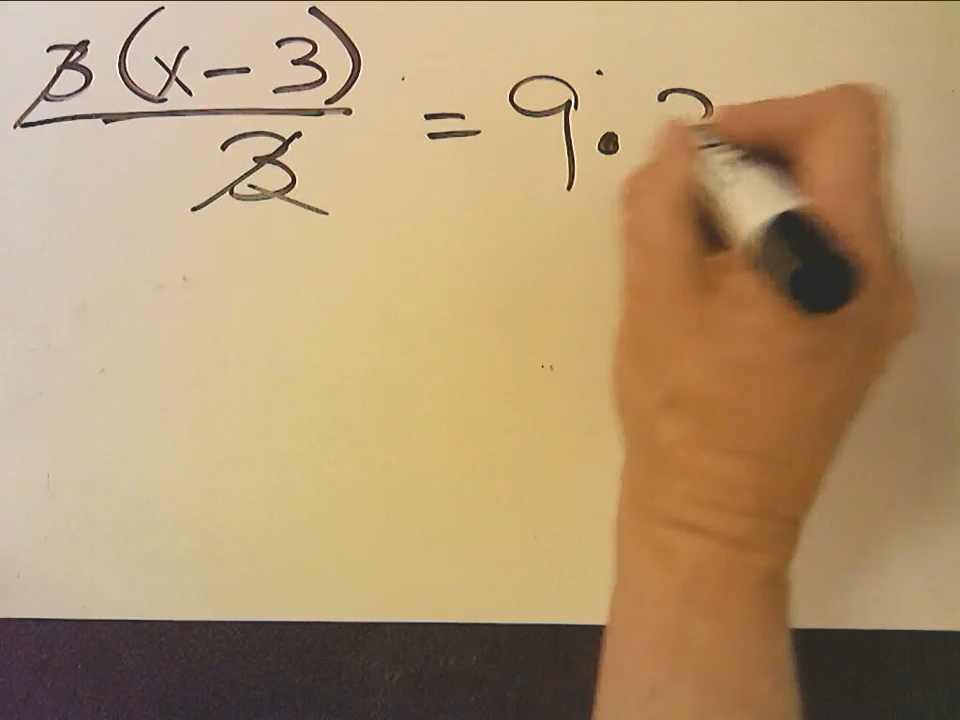 3(x - 3)
3
= 9 .